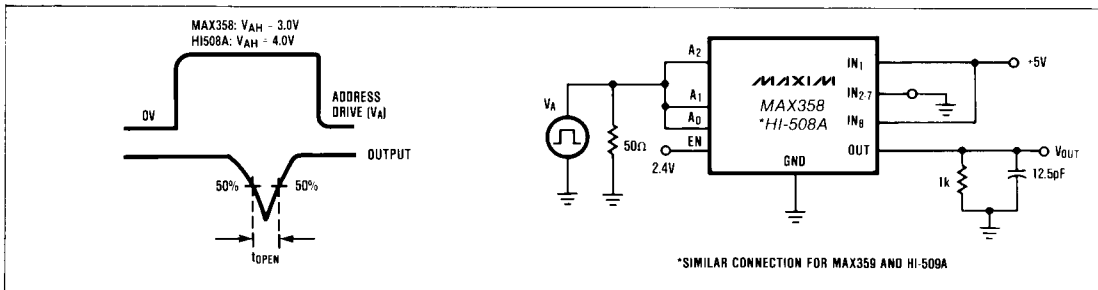 MAX358: VAH = 3.0V
HI508A: VAH = 4.0V
0V
ADDRESS
DRIVE (VA)
OUTPUT
50%
50%
tOPEN
VA
50Ω
2.4V
A2
A1
A0
EN
MAXIM
MAX358
*HI-508A
GND
IN1
IN2-7
IN8
OUT
+5V
VOUT
1k
12.5pF
*SIMILAR CONNECTION FOR MAX359 AND HI-509A